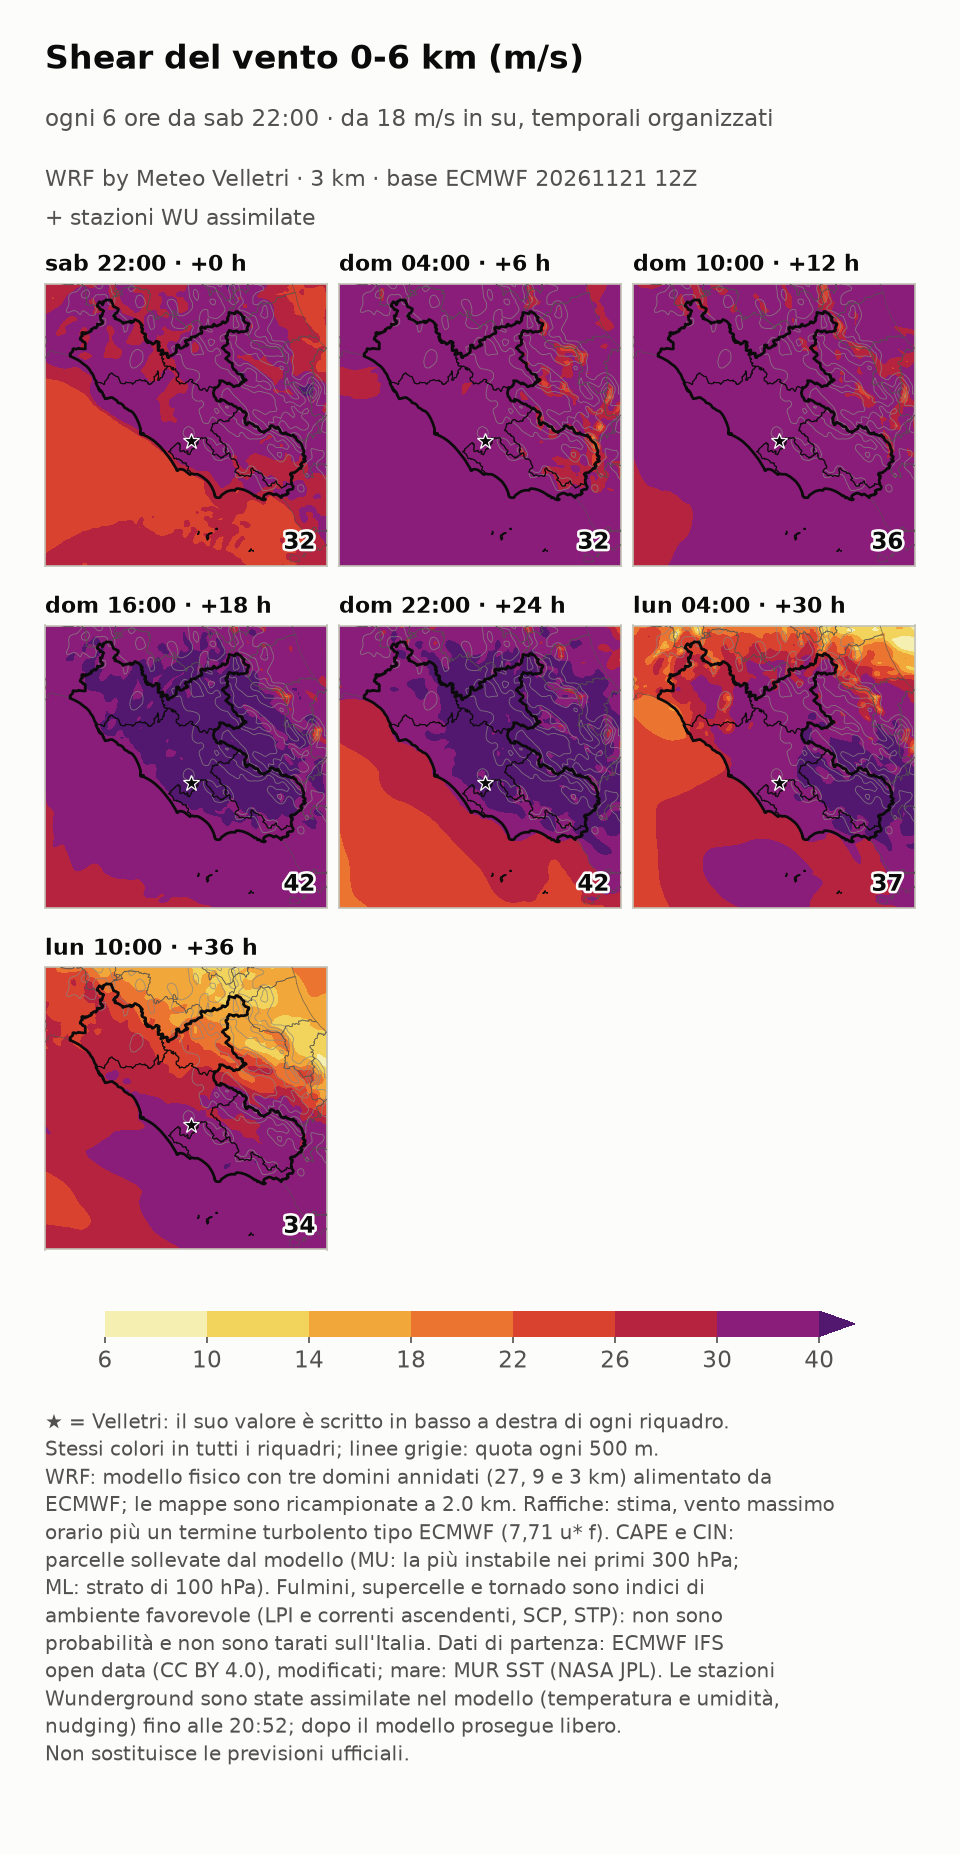 Shear del vento 0-6 km (m/s)
ogni 6 ore da sab 22:00 · da 18 m/s in su, temporali organizzati
WRF by Meteo Velletri · 3 km · base ECMWF 20261121 12Z
+ stazioni WU assimilate
sab 22:00 · +0 h
dom 04:00 · +6 h
dom 10:00 · +12 h
32
32
36
dom 16:00 · +18 h
dom 22:00 · +24 h
lun 04:00 · +30 h
42
42
37
lun 10:00 · +36 h
34
6 10 14 18 22 26 30 40
★ = Velletri: il suo valore è scritto in basso a destra di ogni riquadro.
Stessi colori in tutti i riquadri; linee grigie: quota ogni 500 m.
WRF: modello fisico con tre domini annidati (27, 9 e 3 km) alimentato da
ECMWF; le mappe sono ricampionate a 2.0 km. Raffiche: stima, vento massimo
orario più un termine turbolento tipo ECMWF (7,71 u* f). CAPE e CIN:
parcelle sollevate dal modello (MU: la più instabile nei primi 300 hPa;
ML: strato di 100 hPa). Fulmini, supercelle e tornado sono indici di
ambiente favorevole (LPI e correnti ascendenti, SCP, STP): non sono
probabilità e non sono tarati sull'Italia. Dati di partenza: ECMWF IFS
open data (CC BY 4.0), modificati; mare: MUR SST (NASA JPL). Le stazioni
Wunderground sono state assimilate nel modello (temperatura e umidità,
nudging) fino alle 20:52; dopo il modello prosegue libero.
Non sostituisce le previsioni ufficiali.